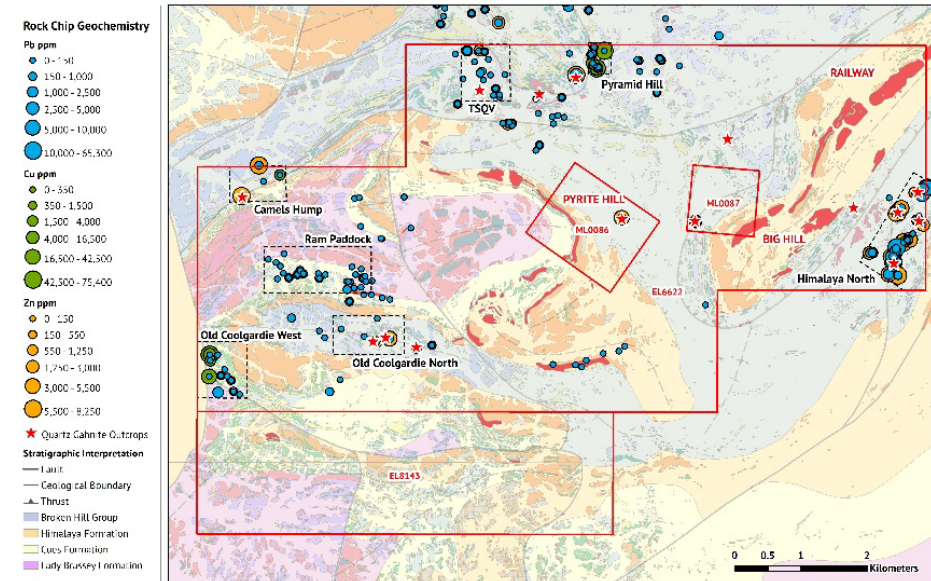 Rock Chip Geochemistry
Pb ppm
0 - 150
150 - 1,000
1,000 - 2,500
2,500 - 5,000
5,000 - 10,000
10,000 - 65,300
Cu ppm
0 - 350
350 - 1,500
1,500 - 4,000
4,000 - 16,500
16,500 - 42,500
42,500 - 75,400
Zn ppm
0 - 150
150 - 550
550 - 1,250
1,250 - 3,000
3,000 - 5,500
5,500 - 8,250
Quartz Gahnite Outcrops
Stratigraphic Interpretation
Fault
Geological Boundary
Thrust
Broken Hill Group
Himalaya Formation
Cues Formation
Lady Brassey Formation
RAILWAY
Pyramid Hill
TSQV
PYRITE HILL
ML0087
Camels Hump
ML0086
BIG HILL
Ram Paddock
Himalaya North
EL6622
Old Coolgardie West
Old Coolgardie North
EL8143
0 0.5 1 2
Kilometers